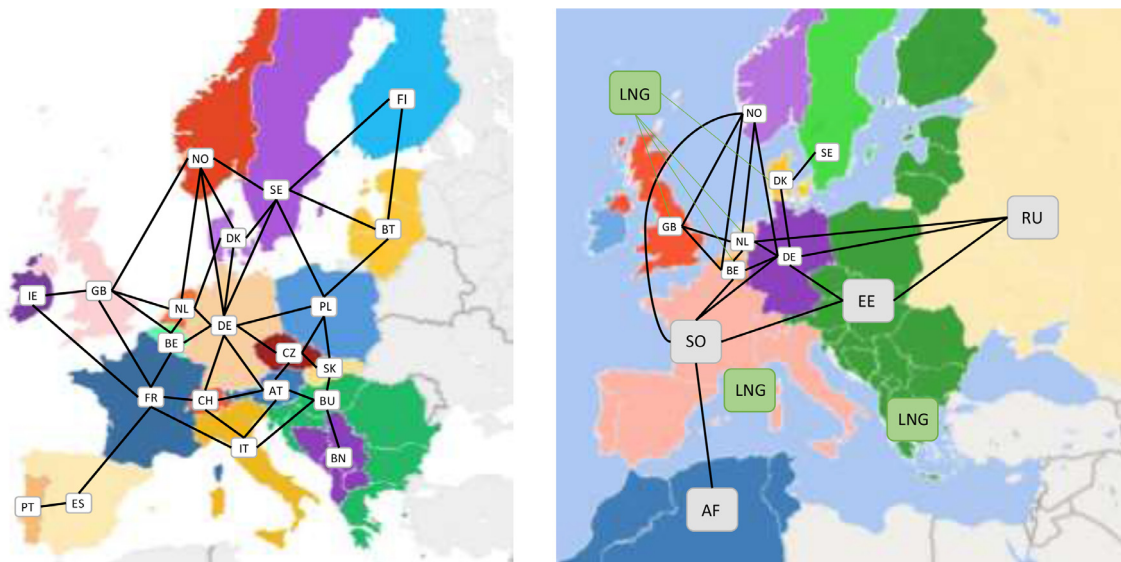 FI
NO
SE
BT
DK
IE
GB
NL
PL
DE
BE
CZ
SK
FR
CH
AT
BU
IT
BN
PT
ES
LNG
NO
SE
DK
RU
GB
NL
DE
BE
EE
SO
LNG
LNG
AF